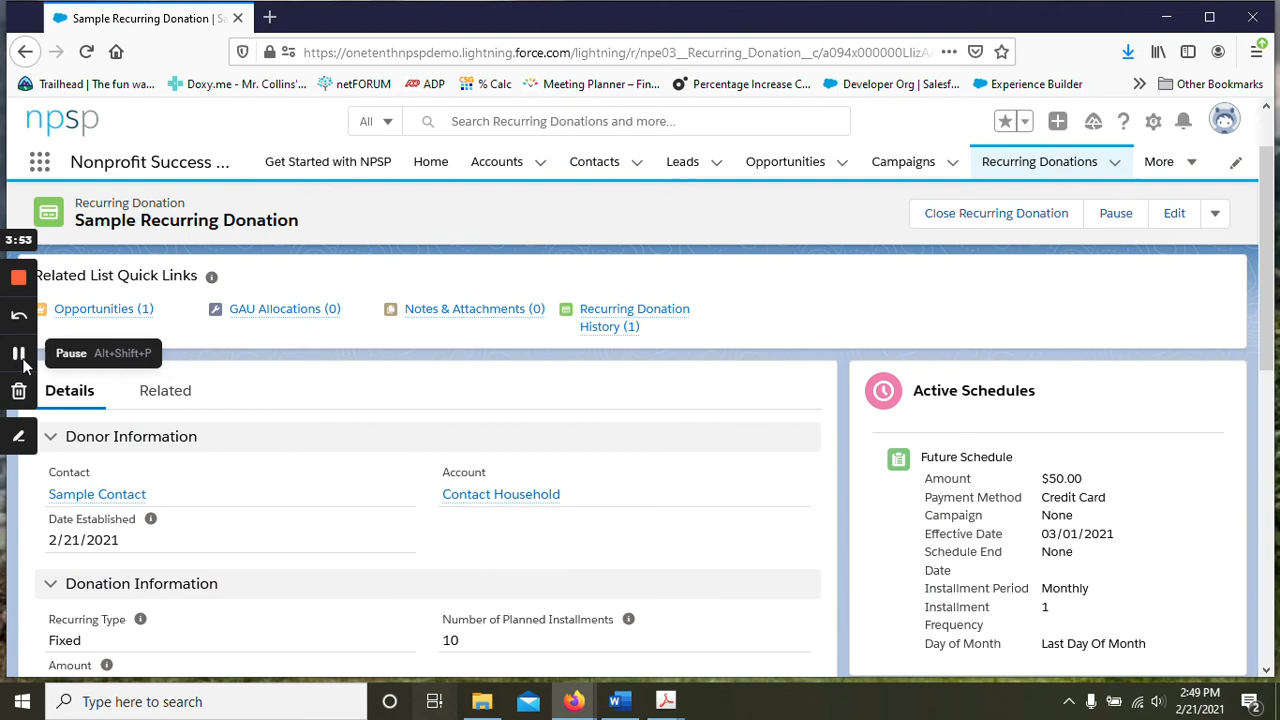 Sample Recurring Donation | Sa
https://onetenthnpspdemo.lightning.force.com/lightning/r/npe03__Recurring_Donation__c/a094x000000LIizA
Trailhead | The fun wa... Doxy.me - Mr. Collins'... netFORUM ADP % Calc Meeting Planner – Fin... Percentage Increase C... Developer Org | Salesf... Experience Builder Other Bookmarks
npsp
All Search Recurring Donations and more...
Nonprofit Success ... Get Started with NPSP Home Accounts Contacts Leads Opportunities Campaigns Recurring Donations More
Recurring Donation
Sample Recurring Donation
Close Recurring Donation Pause Edit
3:53
Related List Quick Links
Opportunities (1) GAU Allocations (0) Notes & Attachments (0) Recurring Donation
History (1)
Pause Alt+Shift+P
Details Related
Donor Information
Contact Account
Sample Contact Contact Household
Date Established
2/21/2021
Donation Information
Recurring Type Number of Planned Installments
Fixed 10
Amount
Active Schedules
Future Schedule
Amount $50.00
Payment Method Credit Card
Campaign None
Effective Date 03/01/2021
Schedule End None
Date
Installment Period Monthly
Installment 1
Frequency
Day of Month Last Day Of Month
Type here to search
2:49 PM
2/21/2021
2